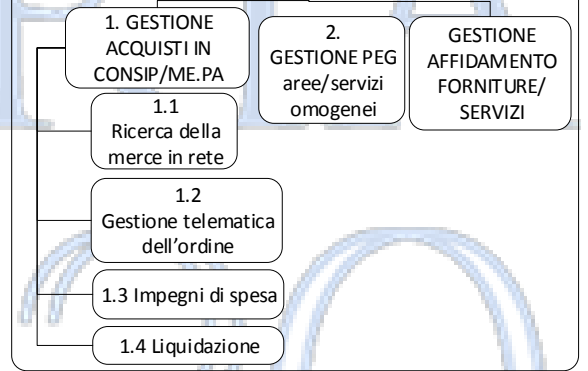 1. GESTIONE
ACQUISTI IN
CONSIP/ME.PA
2.
GESTIONE PEG
aree/servizi
omogenei
GESTIONE
AFFIDAMENTO
FORNITURE/
SERVIZI
1.1
Ricerca della
merce in rete
1.2
Gestione telematica
dell'ordine
1.3 Impegni di spesa
1.4 Liquidazione